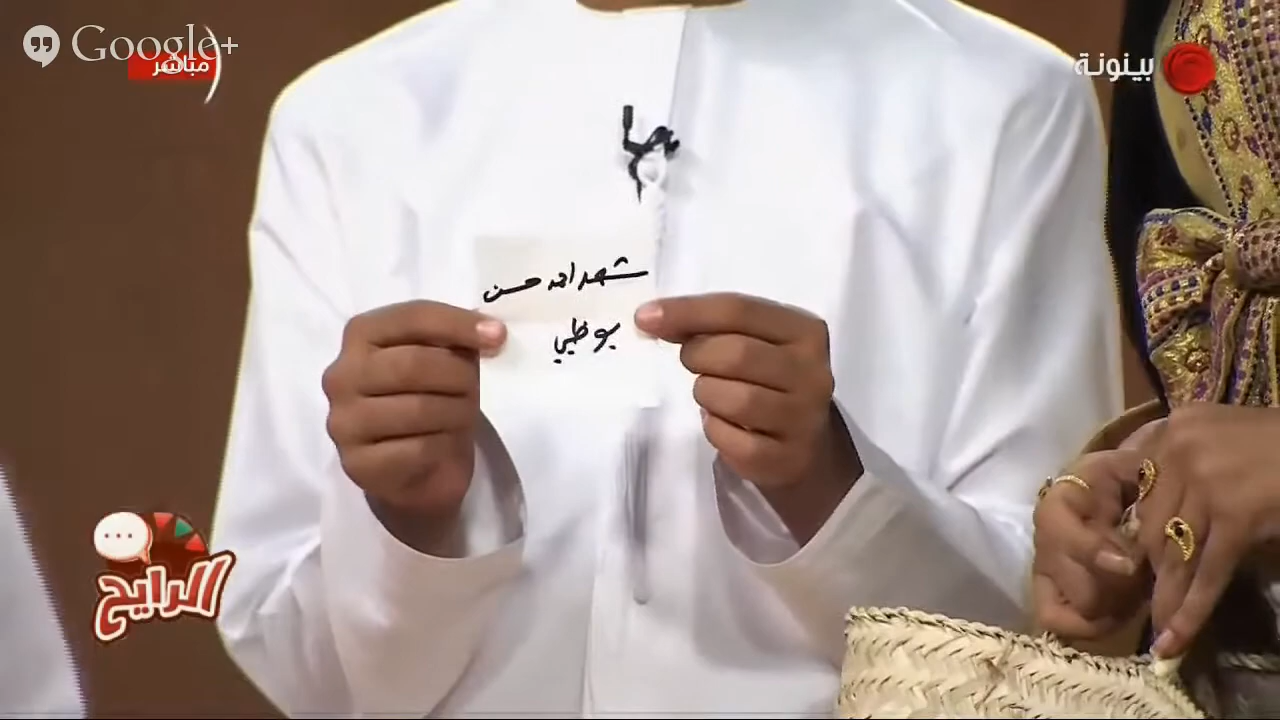 Google+
مباشر
بينونة
شهد احمد حسن
بوظبي
الرايح